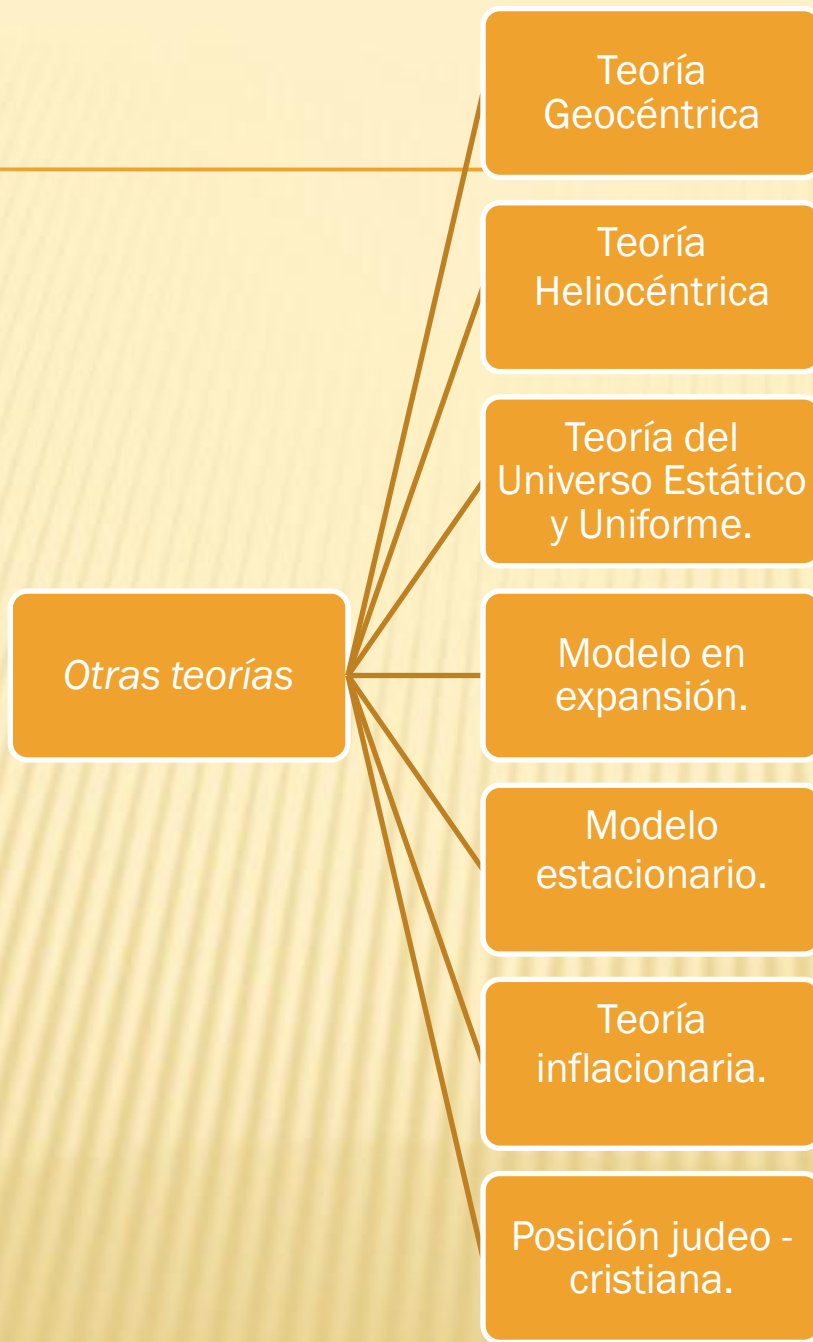 Otras teorías
Teoría
Geocéntrica
Teoría
Heliocéntrica
Teoría del
Universo Estático
y Uniforme.
Modelo en
expansión.
Modelo
estacionario.
Teoría
inflacionaria.
Posición judeo -
cristiana.